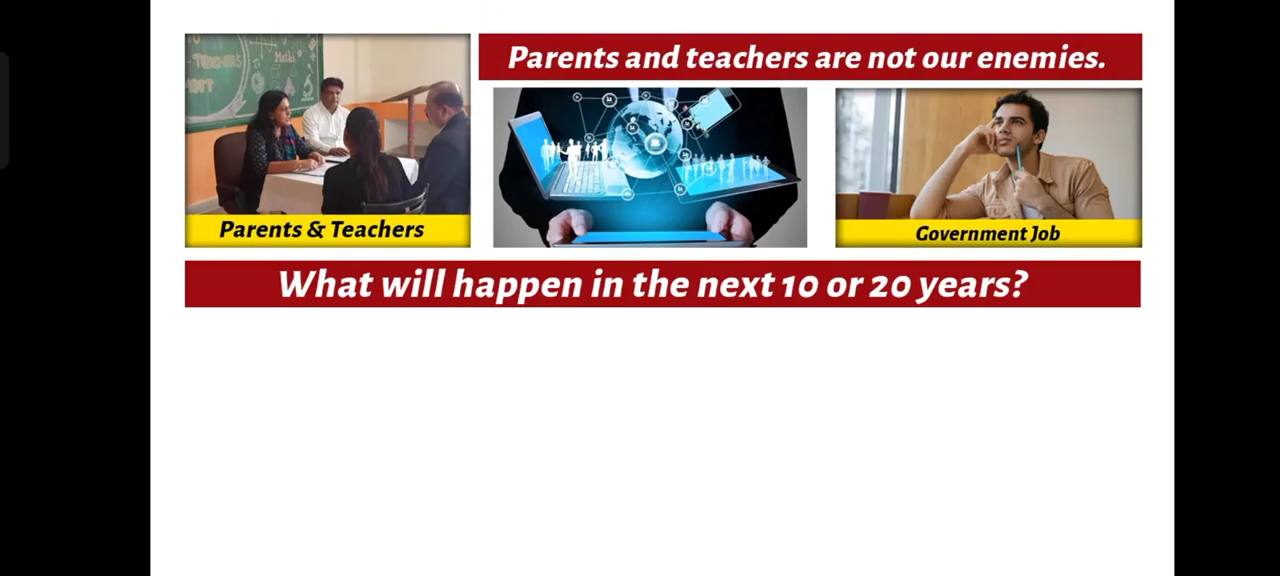 Parents and teachers are not our enemies.
Maths
Parents & Teachers
Government Job
What will happen in the next 10 or 20 years?